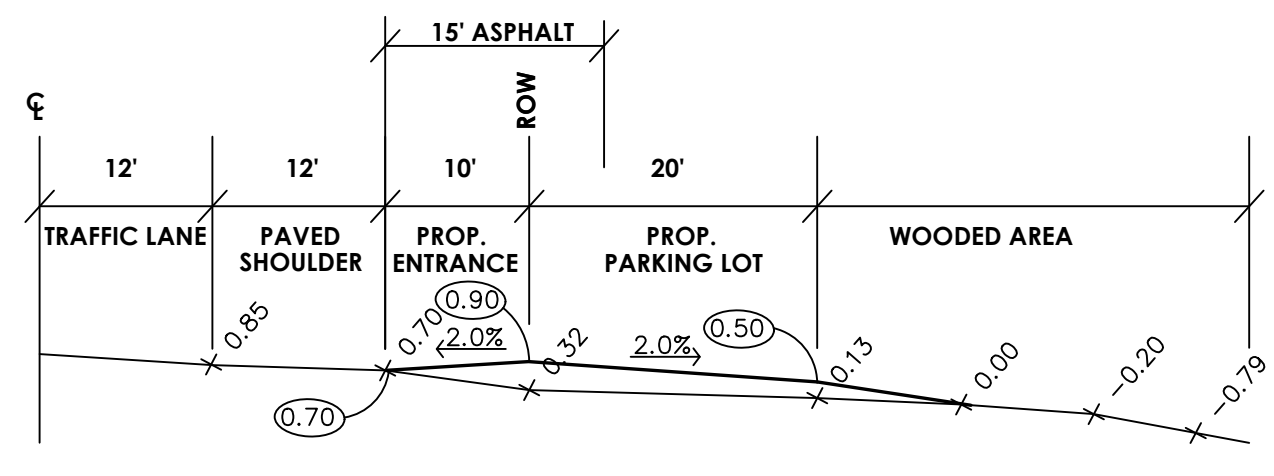 15' ASPHALT
ROW
℄
12'
12'
10'
20'
TRAFFIC LANE
PAVED
SHOULDER
PROP.
ENTRANCE
PROP.
PARKING LOT
WOODED AREA
0.85
0.70
0.90
2.0%
0.32
2.0%
0.50
0.13
0.00
-0.20
-0.79
0.70